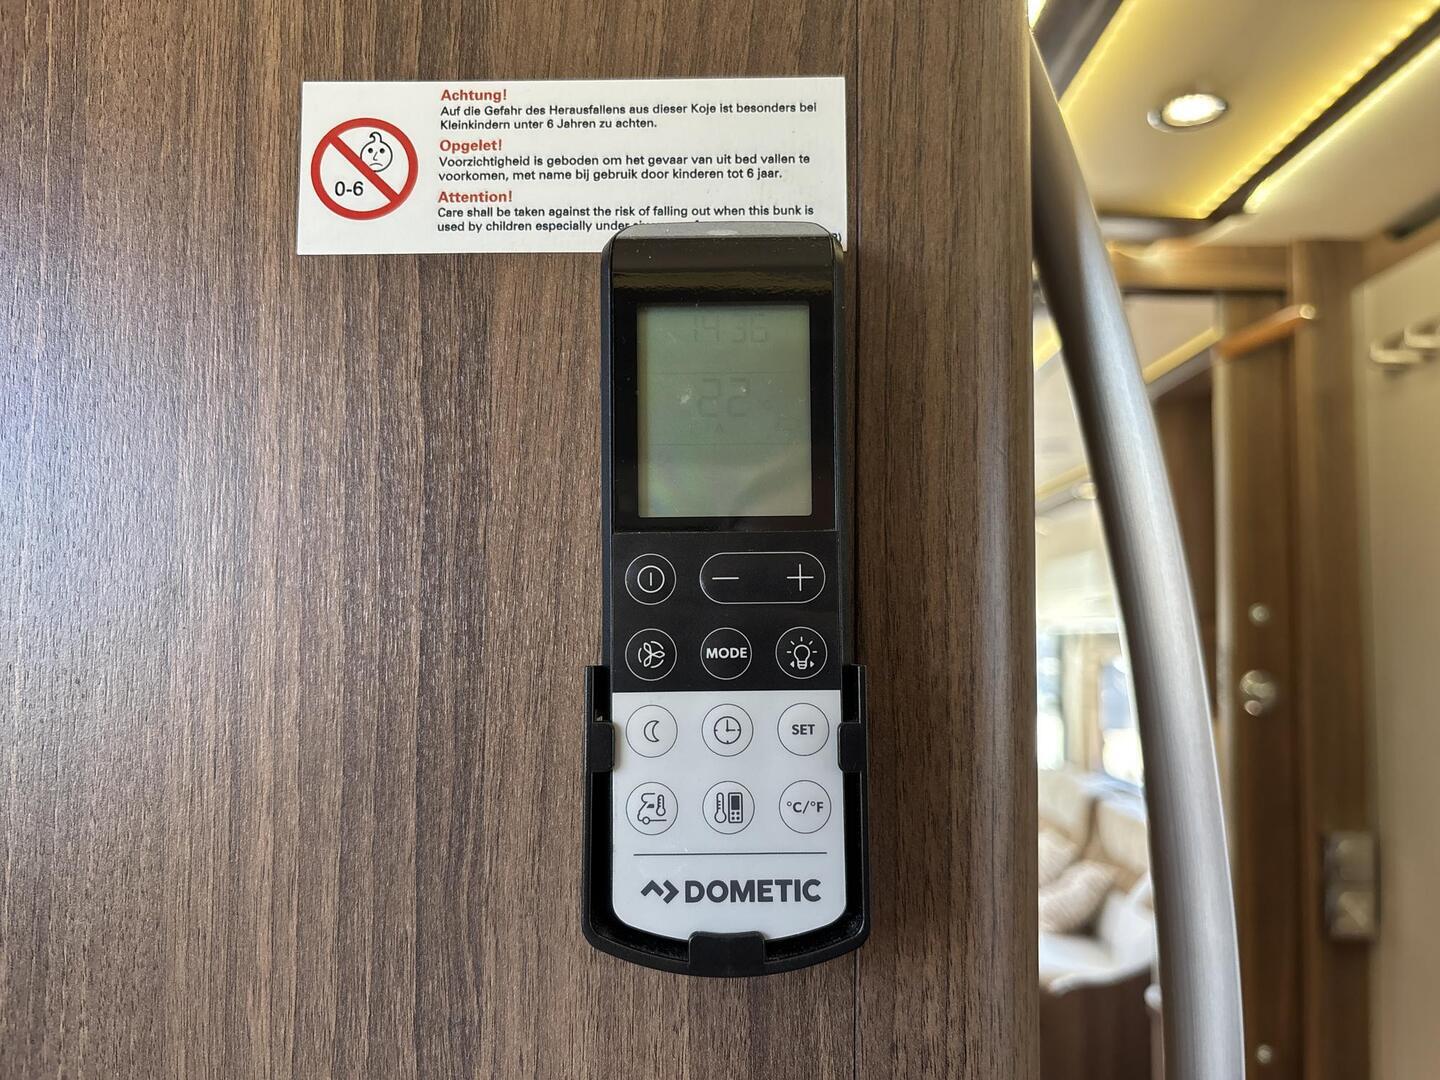 Achtung!
Auf die Gefahr des Herausfallens aus dieser Koje ist besonders bei
Kleinkindern unter 6 Jahren zu achten.
Opgelet!
Voorzichtigheid is geboden om het gevaar van uit bed vallen te
voorkomen, met name bij gebruik door kinderen tot 6 jaar.
Attention!
Care shall be taken against the risk of falling out when this bunk is
used by children especially under
0-6
14 36
22
MODE
SET
°C/°F
DOMETIC